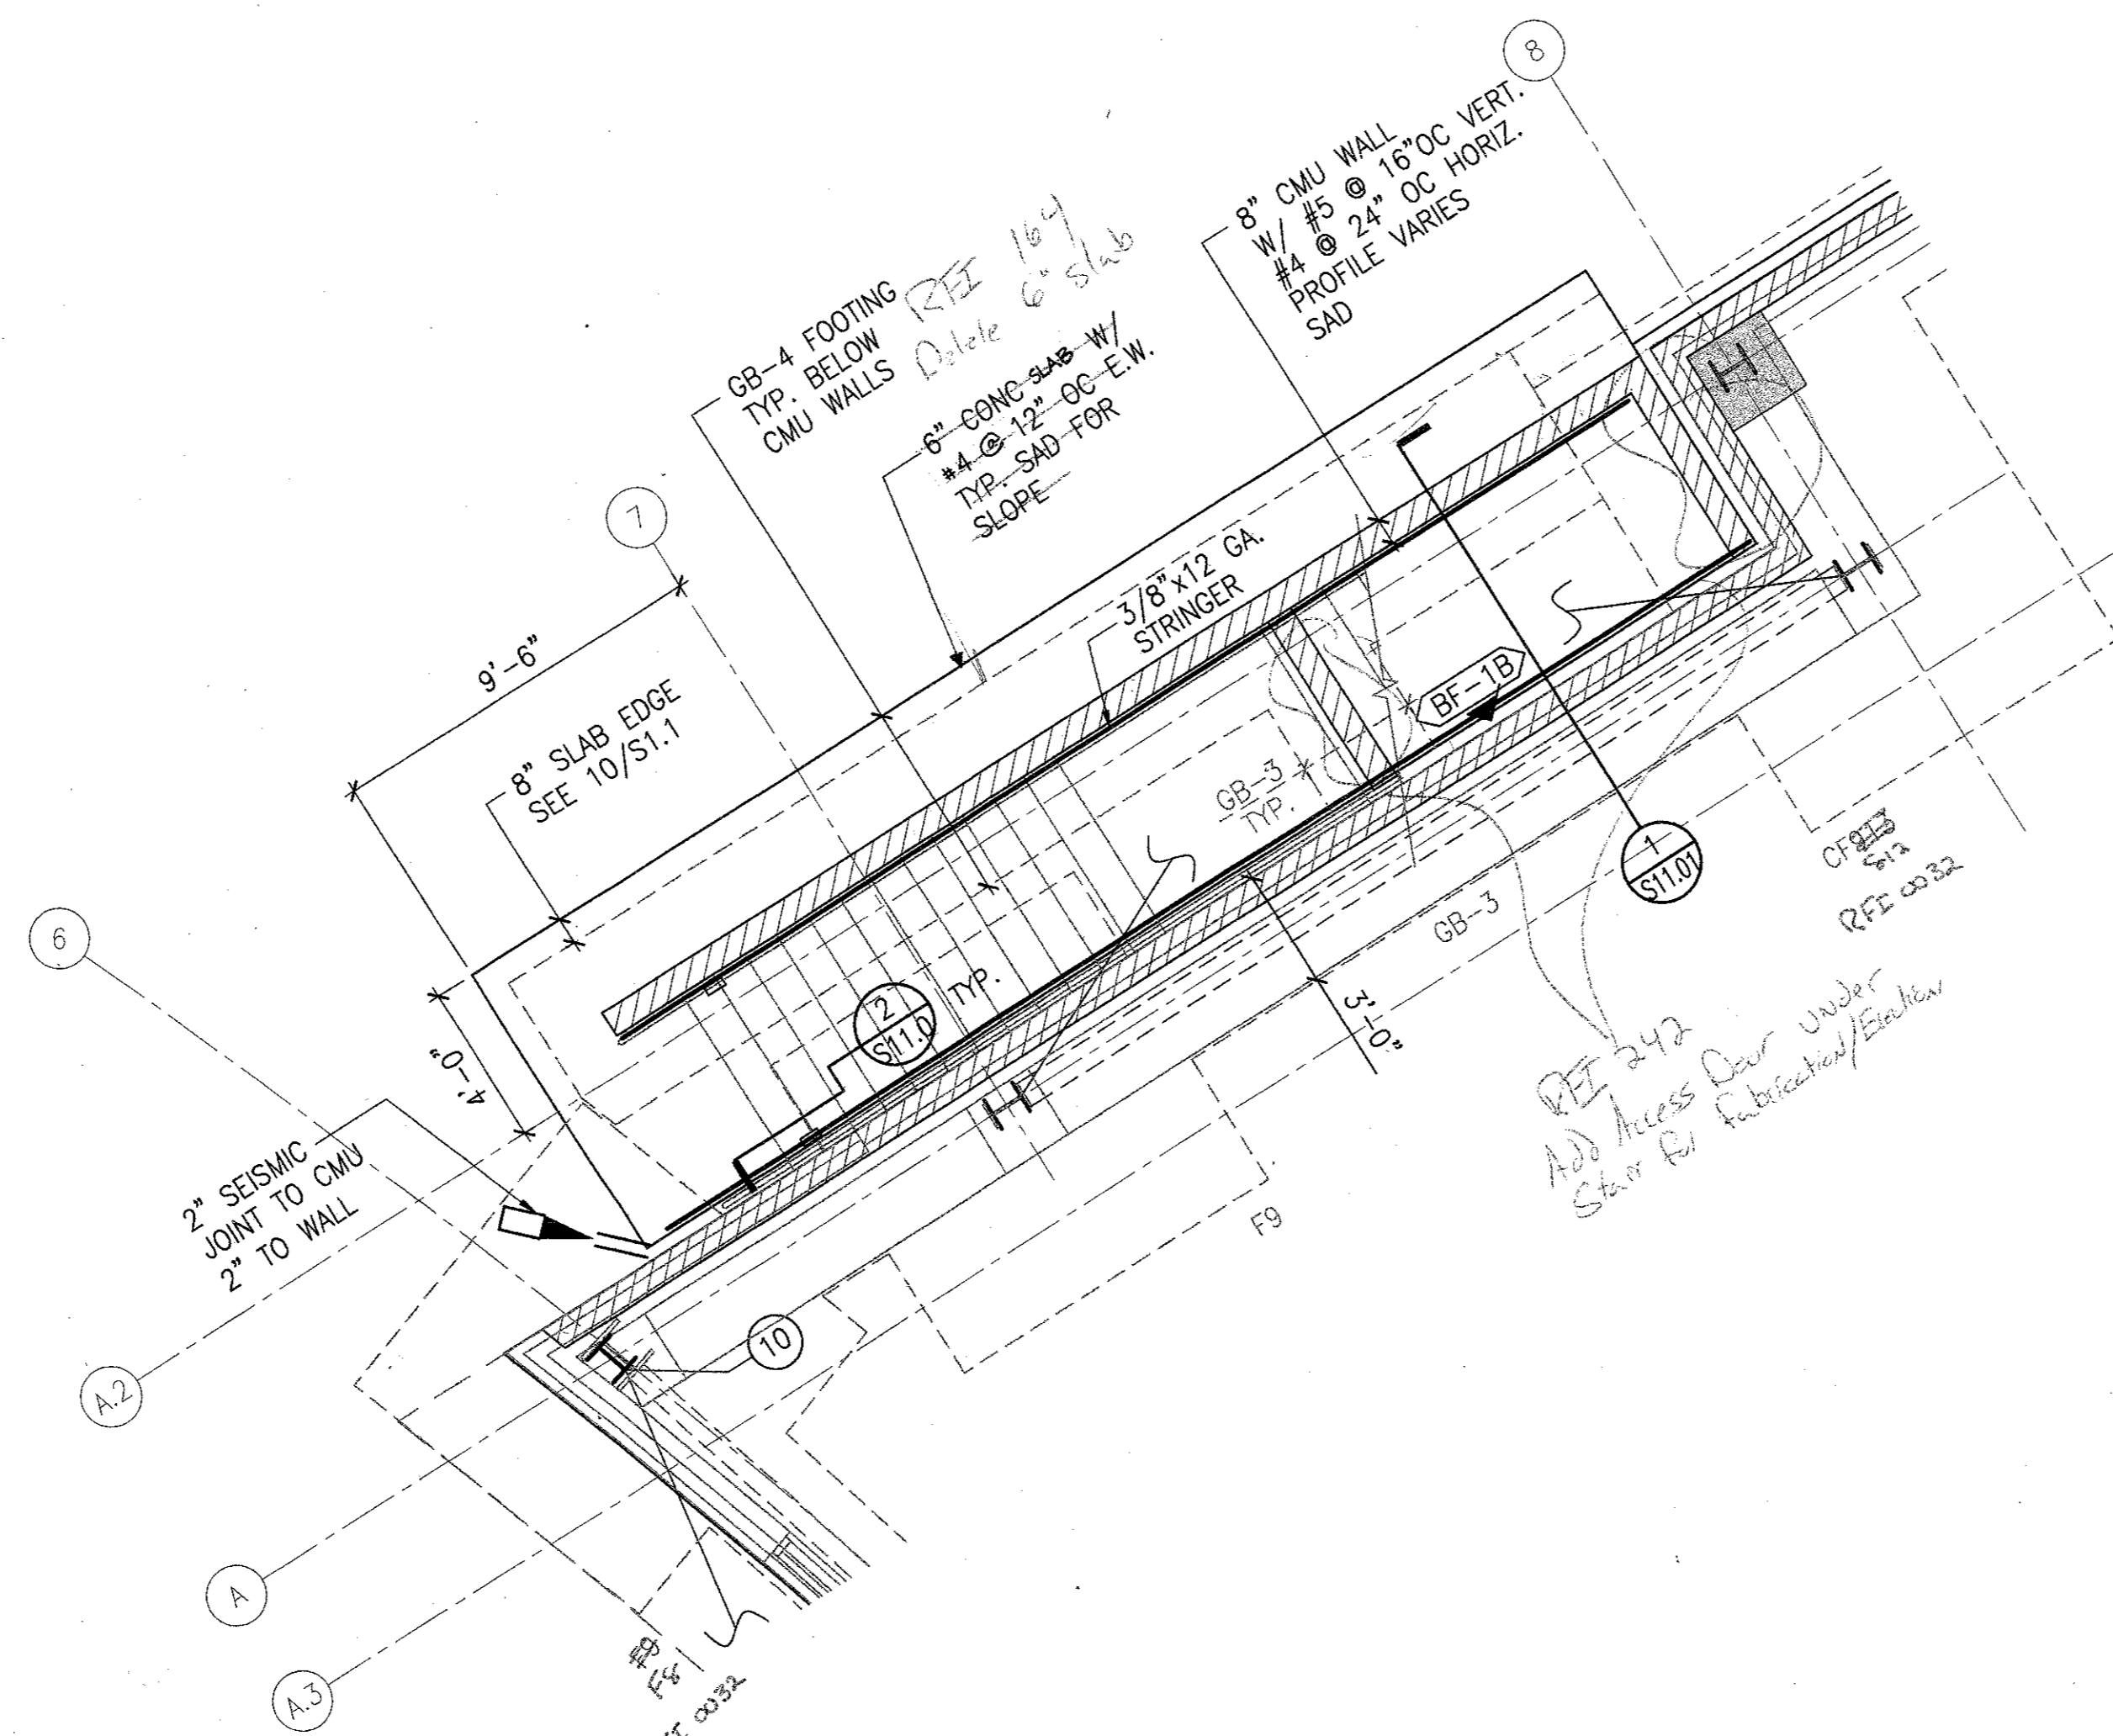 8
8" CMU WALL
W/ #5 @ 16"OC VERT.
#4 @ 24" OC HORIZ.
PROFILE VARIES
SAD
RFI 164
Delete 6" Slab
GB-4 FOOTING
TYP. BELOW
CMU WALLS
6" CONC SLAB W/
#4 @ 12" OC E.W.
TYP. SAD FOR
SLOPE
7
3/8"x12 GA.
STRINGER
9'-6"
8" SLAB EDGE
SEE 10/S1.1
BF-1B
GB-3
TYP.
1
S11.01
CF
S12
RFI 0032
GB-3
6
2
S11.0
TYP.
4'-0"
3'-0"
RFI 242
Add Access Door under
Stair for Fabrication/Erection
2" SEISMIC
JOINT TO CMU
2" TO WALL
F9
10
A.2
A
A.3
F9
F8
0032